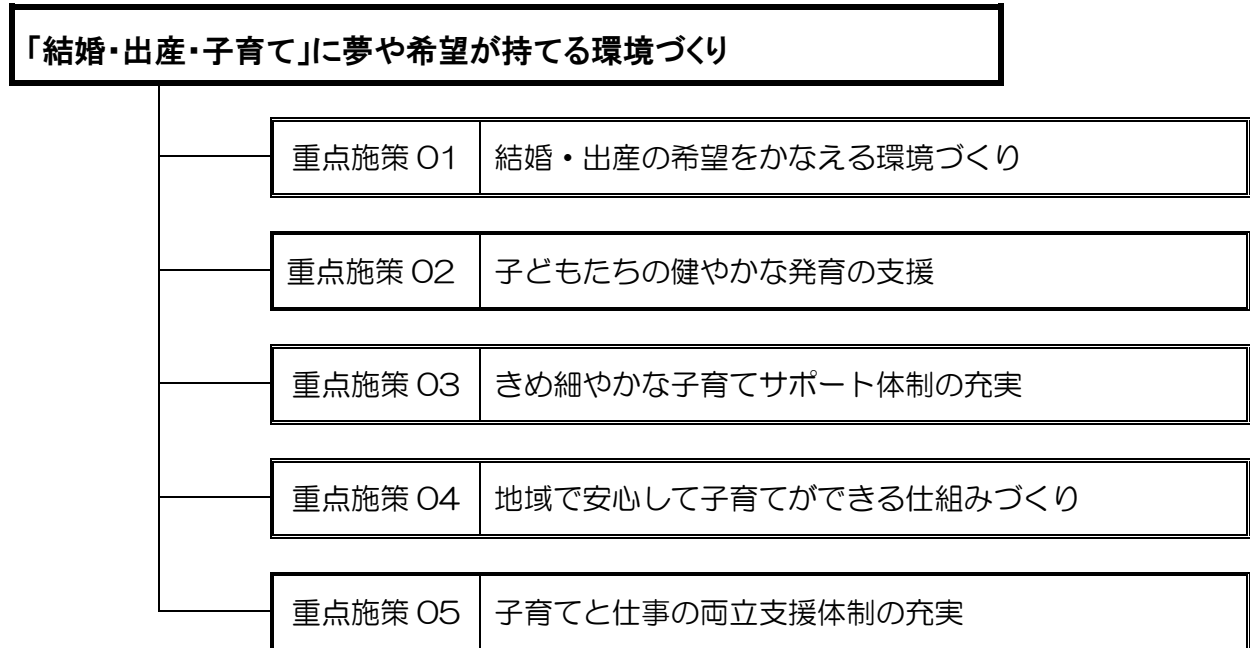 「結婚・出産・子育て」に夢や希望が持てる環境づくり
重点施策 01 結婚・出産の希望をかなえる環境づくり
重点施策 02 子どもたちの健やかな発育の支援
重点施策 03 きめ細やかな子育てサポート体制の充実
重点施策 04 地域で安心して子育てができる仕組みづくり
重点施策 05 子育てと仕事の両立支援体制の充実